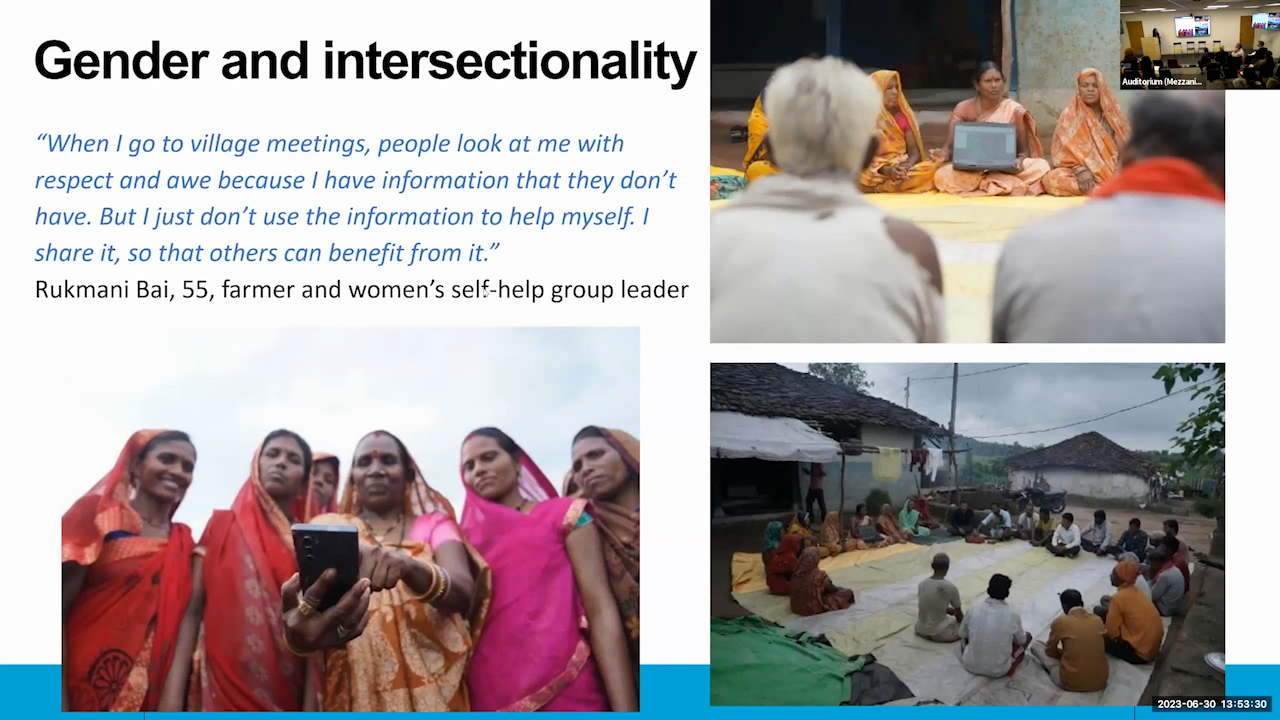 Gender and intersectionality
“When I go to village meetings, people look at me with
respect and awe because I have information that they don’t
have. But I just don’t use the information to help myself. I
share it, so that others can benefit from it.”
Rukmani Bai, 55, farmer and women’s self-help group leader
Auditorium (Mezzani...
2023-06-30 13:53:30